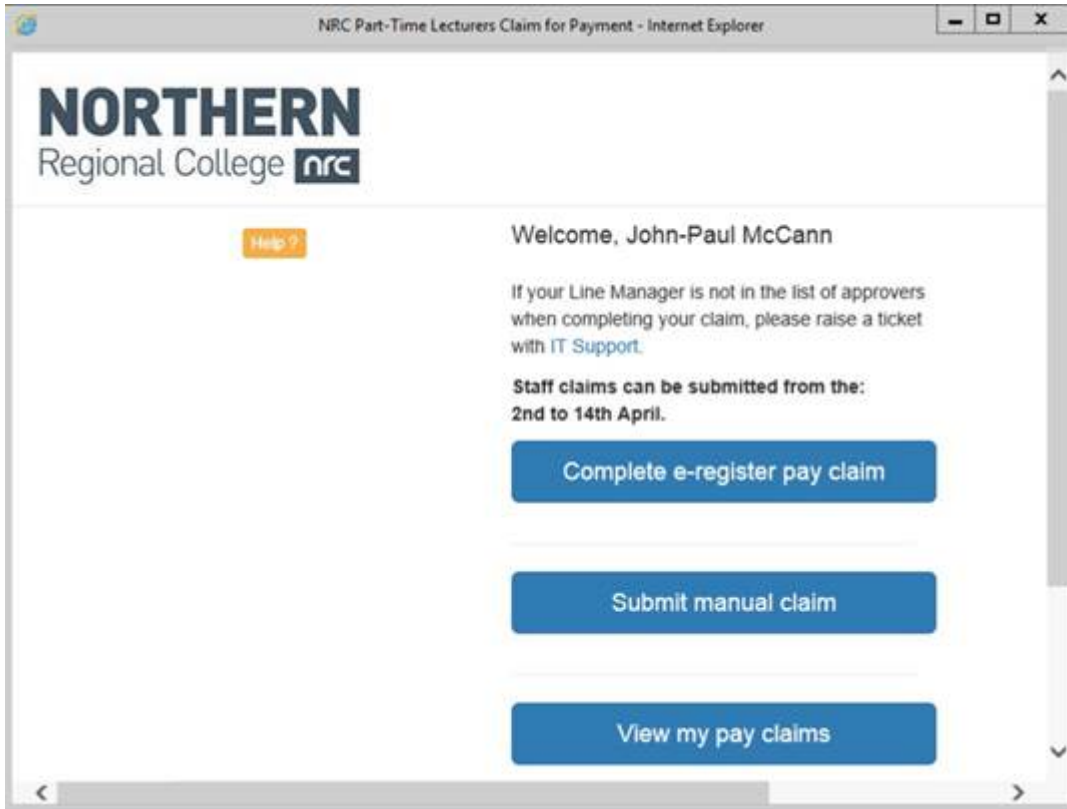 NRC Part-Time Lecturers Claim for Payment - Internet Explorer
NORTHERN
Regional College nrc
Help ?
Welcome, John-Paul McCann
If your Line Manager is not in the list of approvers
when completing your claim, please raise a ticket
with IT Support.
Staff claims can be submitted from the:
2nd to 14th April.
Complete e-register pay claim
Submit manual claim
View my pay claims